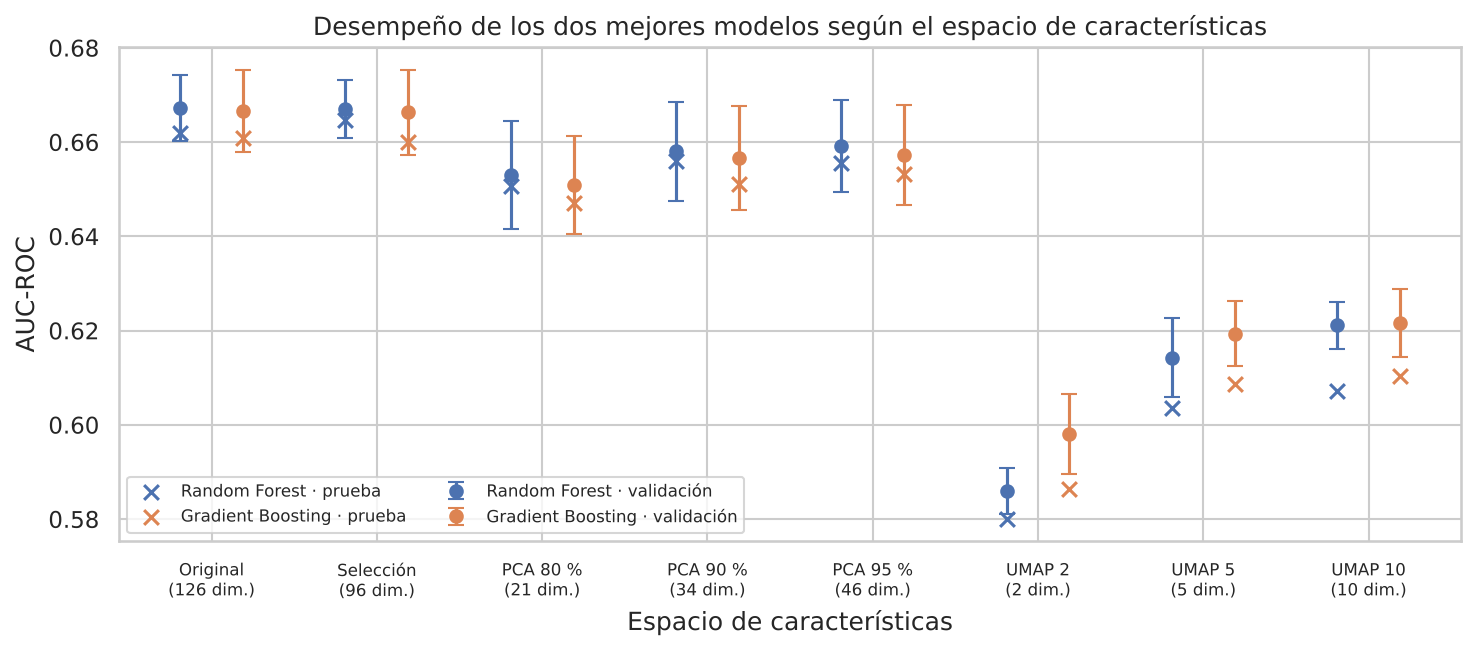 Desempeño de los dos mejores modelos según el espacio de características
AUC-ROC
0.68
0.66
0.64
0.62
0.60
0.58
Random Forest · prueba
Gradient Boosting · prueba
Random Forest · validación
Gradient Boosting · validación
Original
(126 dim.)
Selección
(96 dim.)
PCA 80 %
(21 dim.)
PCA 90 %
(34 dim.)
PCA 95 %
(46 dim.)
UMAP 2
(2 dim.)
UMAP 5
(5 dim.)
UMAP 10
(10 dim.)
Espacio de características